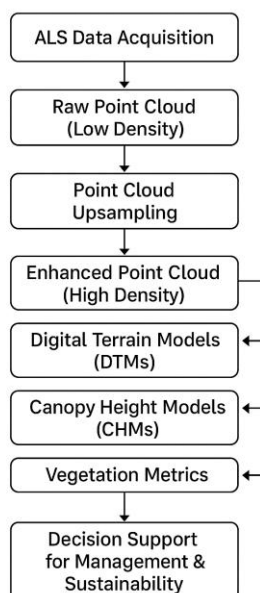 ALS Data Acquisition
Raw Point Cloud
(Low Density)
Point Cloud
Upsampling
Enhanced Point Cloud
(High Density)
Digital Terrain Models
(DTMs)
Canopy Height Models
(CHMs)
Vegetation Metrics
Decision Support
for Management &
Sustainability